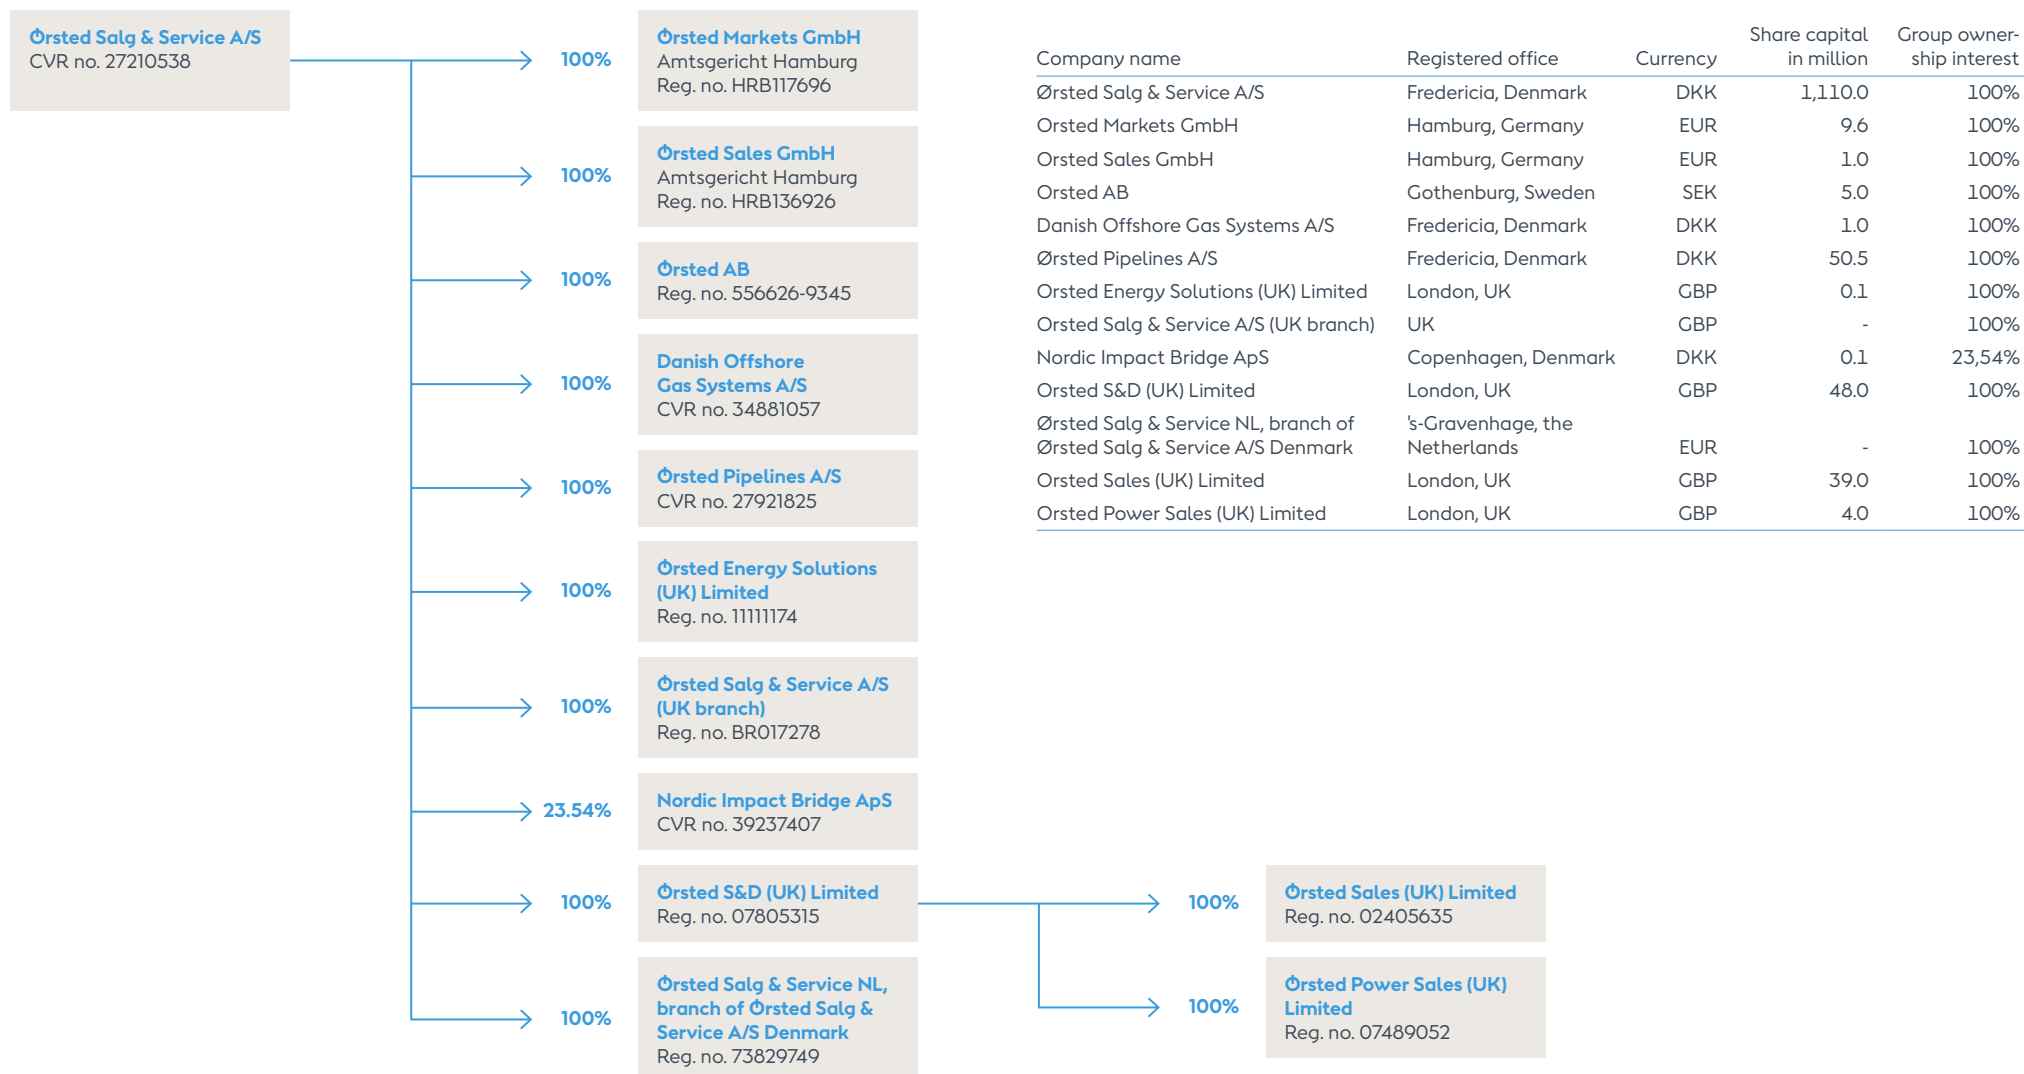 Ørsted Salg & Service A/S
CVR no. 27210538
100%
Ørsted Markets GmbH
Amtsgericht Hamburg
Reg. no. HRB117696
100%
Ørsted Sales GmbH
Amtsgericht Hamburg
Reg. no. HRB136926
100%
Ørsted AB
Reg. no. 556626-9345
100%
Danish Offshore
Gas Systems A/S
CVR no. 34881057
100%
Ørsted Pipelines A/S
CVR no. 27921825
100%
Ørsted Energy Solutions
(UK) Limited
Reg. no. 11111174
100%
Ørsted Salg & Service A/S
(UK branch)
Reg. no. BR017278
23.54%
Nordic Impact Bridge ApS
CVR no. 39237407
100%
Ørsted S&D (UK) Limited
Reg. no. 07805315
100%
Ørsted Salg & Service NL,
branch of Ørsted Salg &
Service A/S Denmark
Reg. no. 73829749
100%
Ørsted Sales (UK) Limited
Reg. no. 02405635
100%
Ørsted Power Sales (UK)
Limited
Reg. no. 07489052
Share capital Group owner-
Company name Registered office Currency in million ship interest
Ørsted Salg & Service A/S Fredericia, Denmark DKK 1,110.0 100%
Orsted Markets GmbH Hamburg, Germany EUR 9.6 100%
Orsted Sales GmbH Hamburg, Germany EUR 1.0 100%
Orsted AB Gothenburg, Sweden SEK 5.0 100%
Danish Offshore Gas Systems A/S Fredericia, Denmark DKK 1.0 100%
Ørsted Pipelines A/S Fredericia, Denmark DKK 50.5 100%
Orsted Energy Solutions (UK) Limited London, UK GBP 0.1 100%
Orsted Salg & Service A/S (UK branch) UK GBP - 100%
Nordic Impact Bridge ApS Copenhagen, Denmark DKK 0.1 23,54%
Orsted S&D (UK) Limited London, UK GBP 48.0 100%
Ørsted Salg & Service NL, branch of 's-Gravenhage, the
Ørsted Salg & Service A/S Denmark Netherlands EUR - 100%
Orsted Sales (UK) Limited London, UK GBP 39.0 100%
Orsted Power Sales (UK) Limited London, UK GBP 4.0 100%